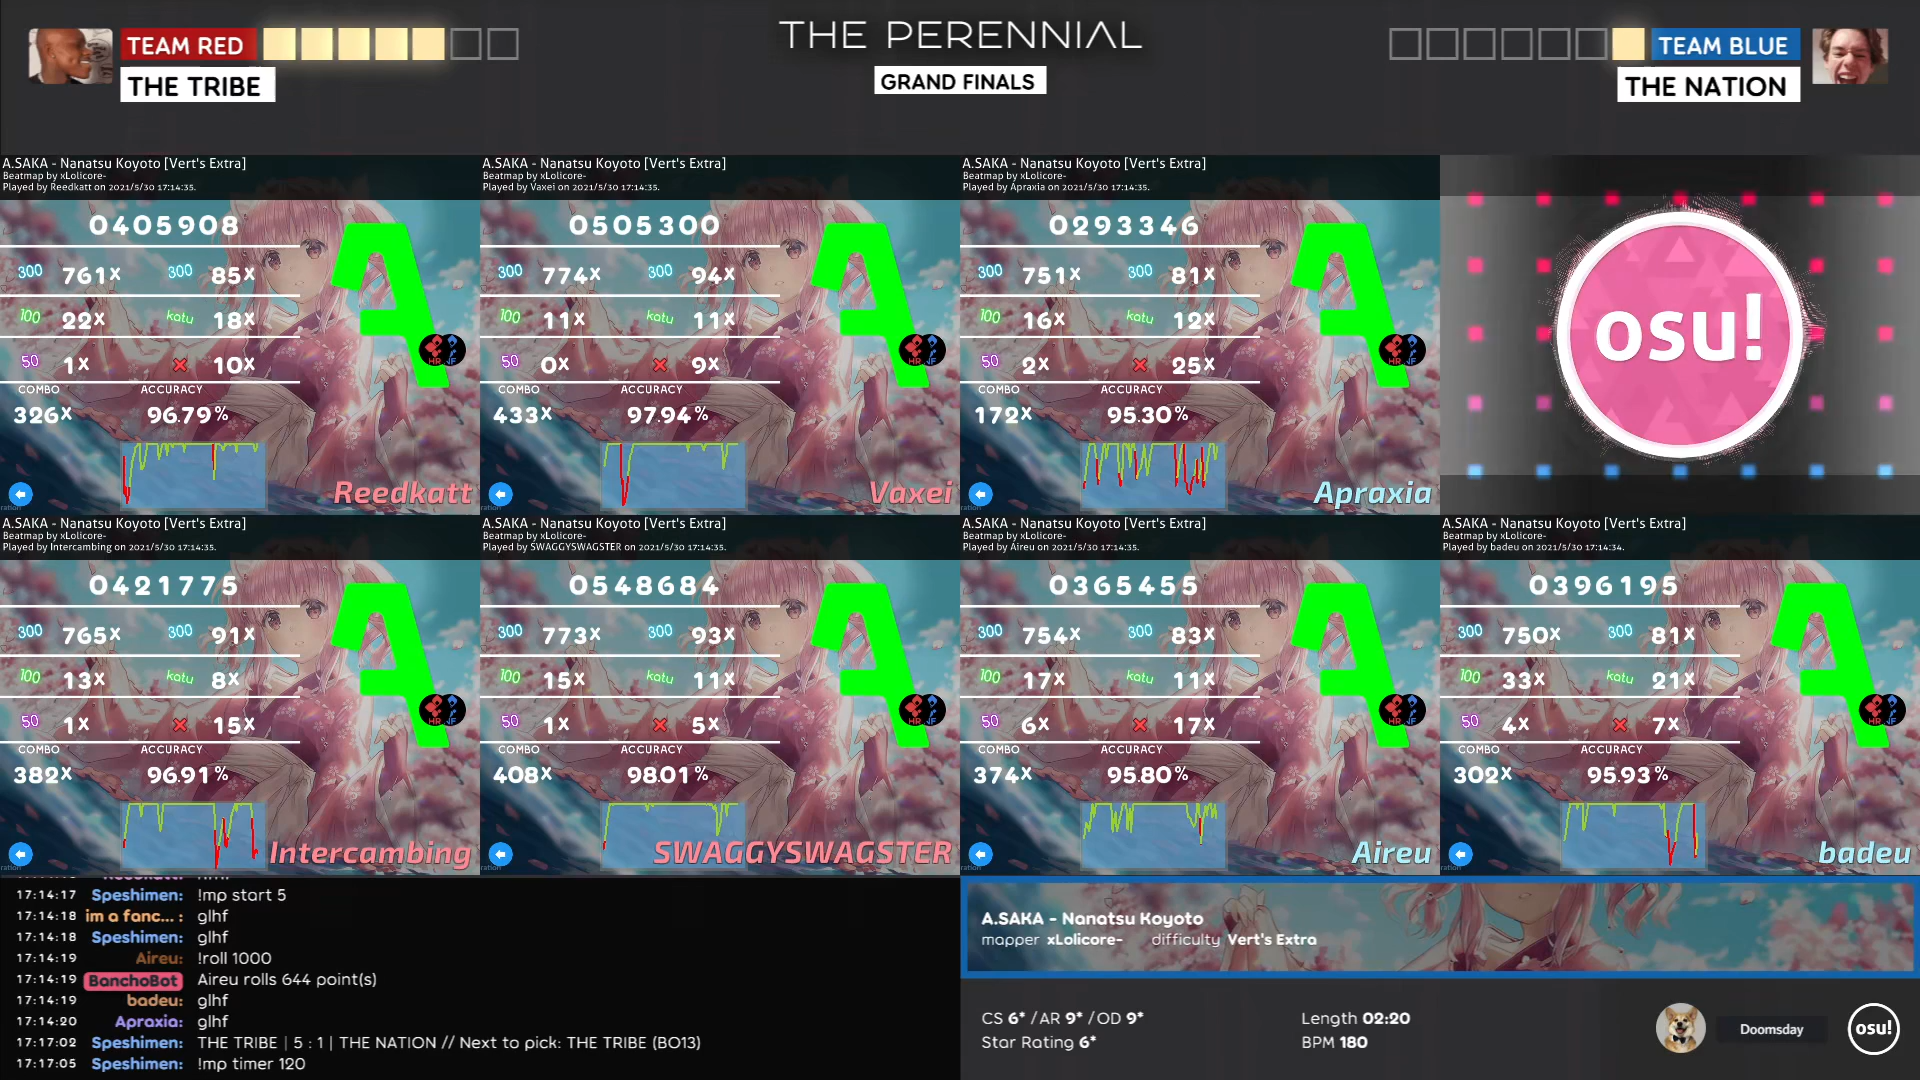 TEAM RED
THE TRIBE
THE PERENNIAL
GRAND FINALS
TEAM BLUE
THE NATION
A.SAKA - Nanatsu Koyoto [Vert's Extra]
Beatmap by xLolicore-
Played by Reedkatt on 2021/5/30 17:14:35.
0405908
300 761x 300 85x
100 22x katu 18x
50 1x 10x
COMBO ACCURACY
326x 96.79%
Reedkatt
A.SAKA - Nanatsu Koyoto [Vert's Extra]
Beatmap by xLolicore-
Played by Vaxei on 2021/5/30 17:14:35.
0505300
300 774x 300 94x
100 11x katu 11x
50 0x 9x
COMBO ACCURACY
433x 97.94%
A
HR NF
Vaxei
A.SAKA - Nanatsu Koyoto [Vert's Extra]
Beatmap by xLolicore-
Played by Apraxia on 2021/5/30 17:14:35.
0293346
300 751x 300 81x
100 16x katu 12x
50 2x 25x
COMBO ACCURACY
172x 95.30%
A
HR NF
Apraxia
osu!
A.SAKA - Nanatsu Koyoto [Vert's Extra]
Beatmap by xLolicore-
Played by Intercambing on 2021/5/30 17:14:35.
0421775
300 765x 300 91x
100 13x katu 8x
50 1x 15x
COMBO ACCURACY
382x 96.91%
A
HR NF
Intercambing
A.SAKA - Nanatsu Koyoto [Vert's Extra]
Beatmap by xLolicore-
Played by SWAGGYSWAGSTER on 2021/5/30 17:14:35.
0548684
300 773x 300 93x
100 15x katu 11x
50 1x 5x
COMBO ACCURACY
408x 98.01%
A
HR NF
SWAGGYSWAGSTER
A.SAKA - Nanatsu Koyoto [Vert's Extra]
Beatmap by xLolicore-
Played by Aireu on 2021/5/30 17:14:35.
0365455
300 754x 300 83x
100 17x katu 11x
50 6x 17x
COMBO ACCURACY
374x 95.80%
A
HR NF
Aireu
A.SAKA - Nanatsu Koyoto [Vert's Extra]
Beatmap by xLolicore-
Played by badeu on 2021/5/30 17:14:34.
0396195
300 750x 300 81x
100 33x katu 21x
50 4x 7x
COMBO ACCURACY
302x 95.93%
A
HR NF
badeu
17:14:17 Speshimen: !mp start 5
17:14:18 im a fanc... : glhf
17:14:18 Speshimen: glhf
17:14:19 Aireu: !roll 1000
17:14:19 BanchoBot Aireu rolls 644 point(s)
17:14:19 badeu: glhf
17:14:20 Apraxia: glhf
17:17:02 Speshimen: THE TRIBE | 5 : 1 | THE NATION // Next to pick: THE TRIBE (BO13)
17:17:05 Speshimen: !mp timer 120
A.SAKA - Nanatsu Koyoto
mapper xLolicore- difficulty Vert's Extra
CS 6* / AR 9* / OD 9*
Star Rating 6*
Length 02:20
BPM 180
Doomsday
osu!